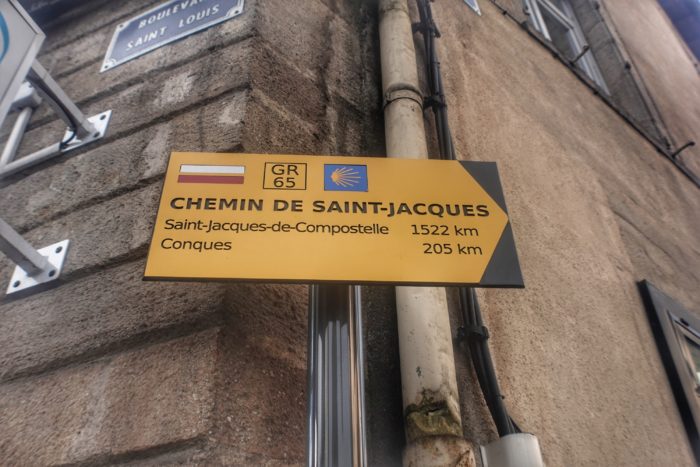 BOULEVARD
SAINT LOUIS
GR
65
CHEMIN DE SAINT-JACQUES
Saint-Jacques-de-Compostelle 1522 km
Conques 205 km